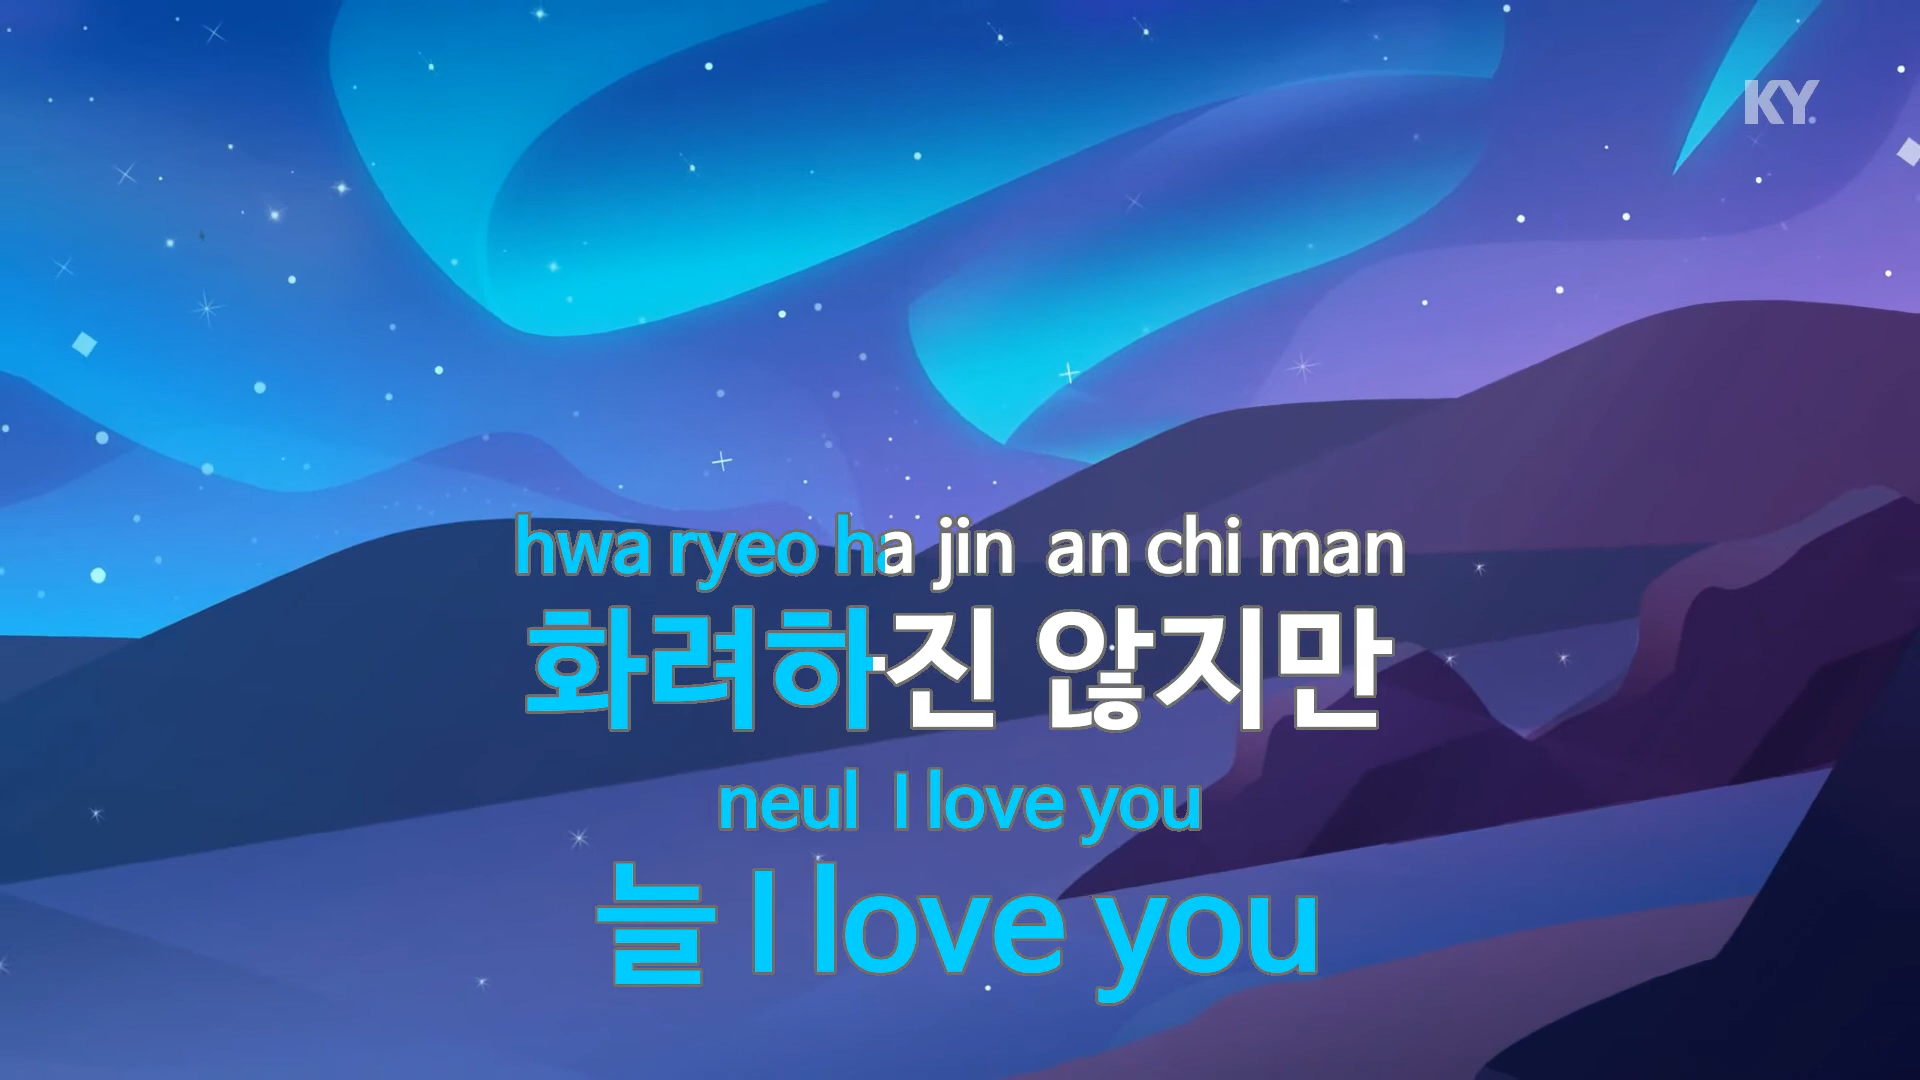 KY.
hwa ryeo ha jin an chi man
화려하진 않지만
neul I love you
늘 I love you